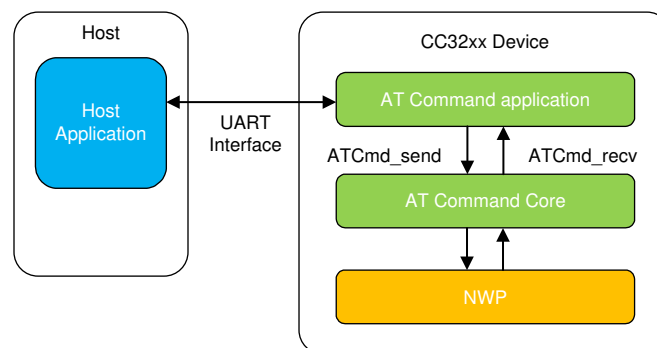 Host
CC32xx Device
Host
Application
AT Command application
UART
Interface
ATCmd_send
ATCmd_recv
AT Command Core
NWP